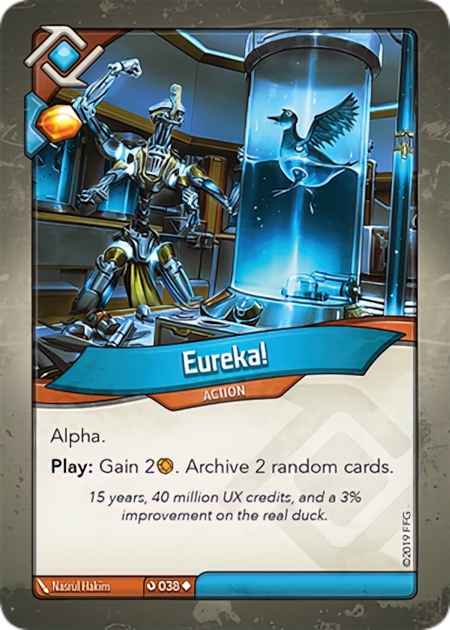 Eureka!
ACTION
Alpha.
Play: Gain 2. Archive 2 random cards.
15 years, 40 million UX credits, and a 3%
improvement on the real duck.
©2019 FFG
Nasrul Hakim
038